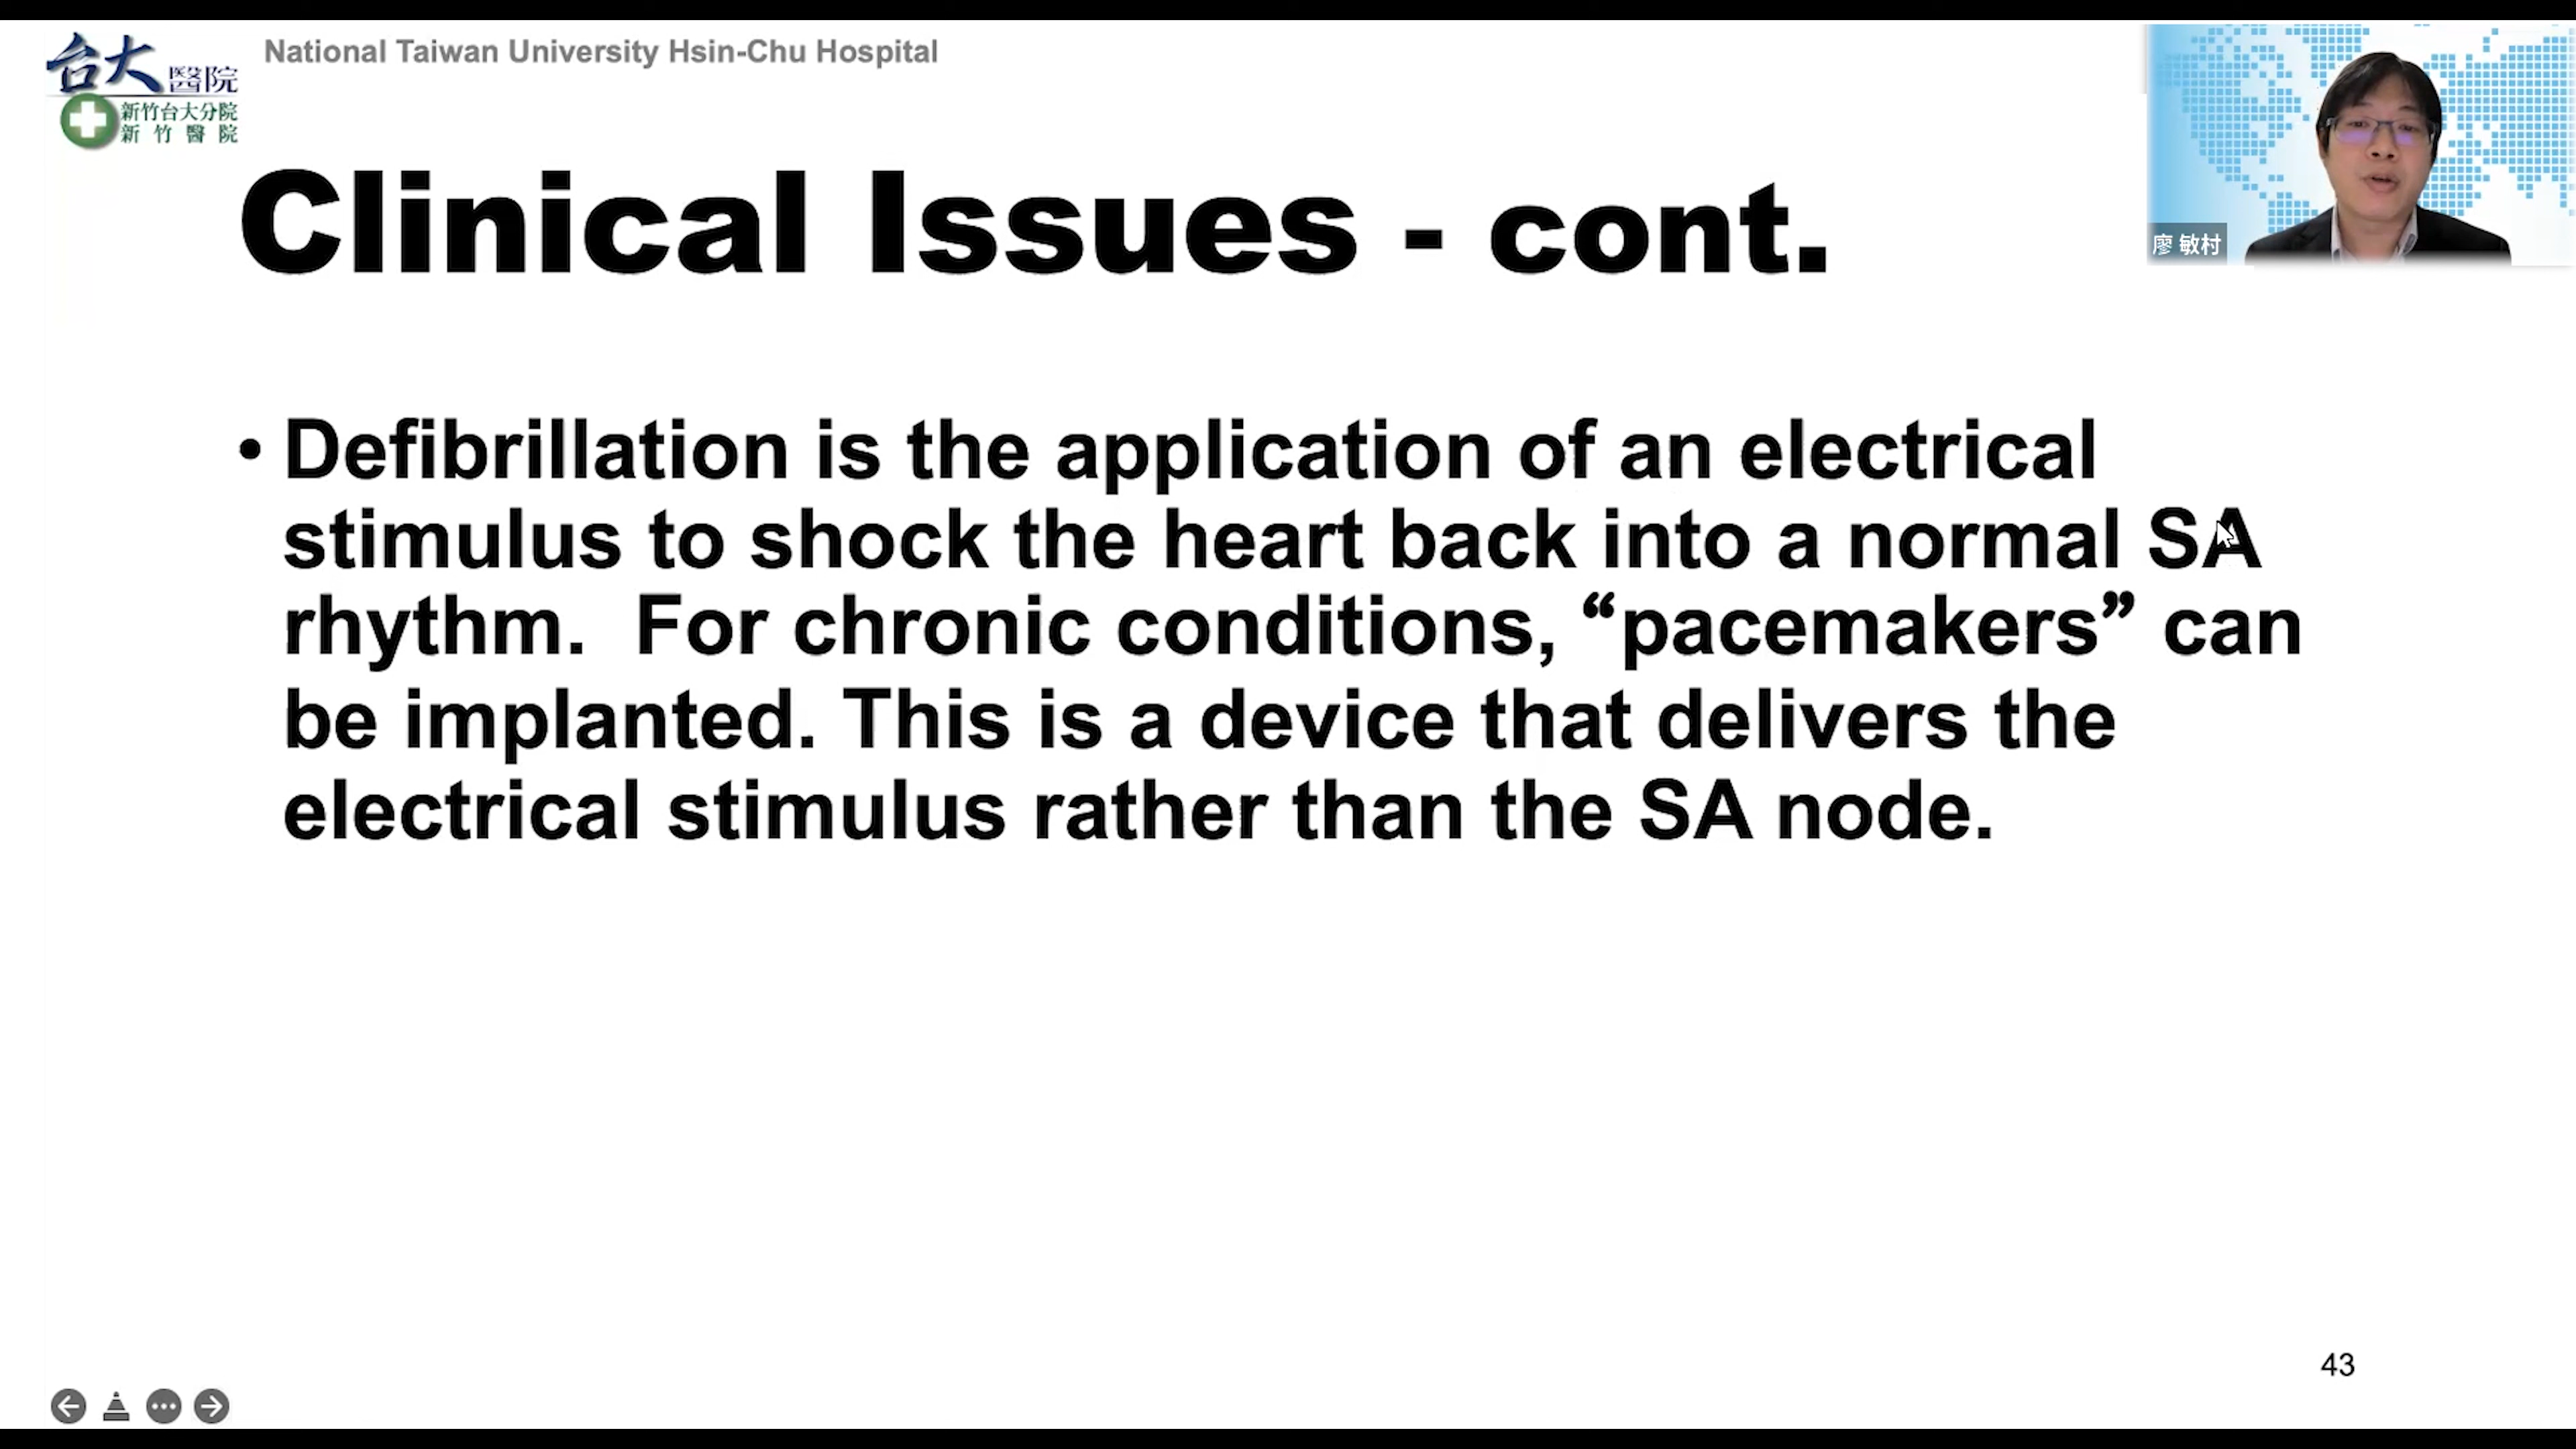 台大醫院
新竹台大分院
新竹醫院
National Taiwan University Hsin-Chu Hospital
廖 敏村
Clinical Issues - cont.
• Defibrillation is the application of an electrical
stimulus to shock the heart back into a normal SA
rhythm.  For chronic conditions, “pacemakers” can
be implanted. This is a device that delivers the
electrical stimulus rather than the SA node.
43